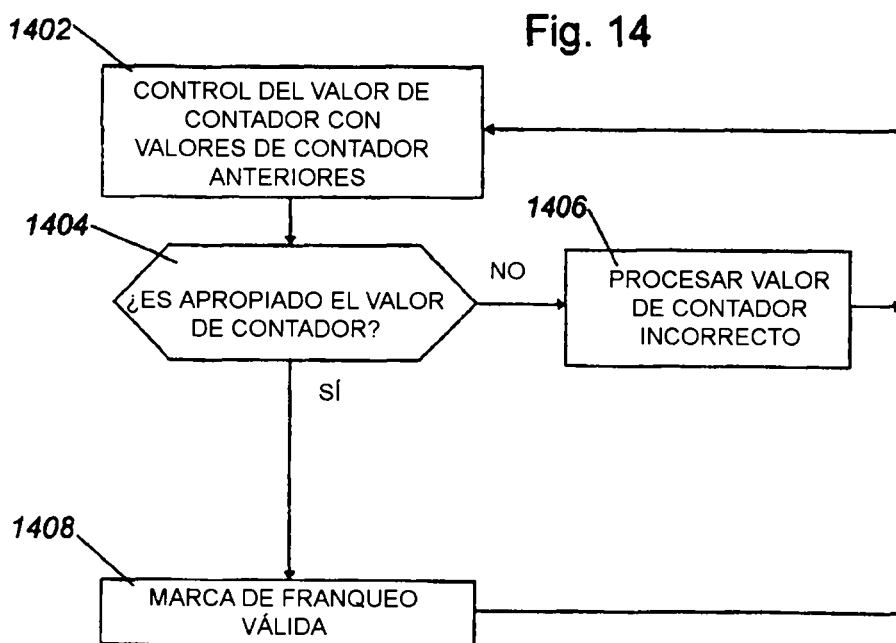 Fig. 14
1402
CONTROL DEL VALOR DE
CONTADOR CON
VALORES DE CONTADOR
ANTERIORES
1404
¿ES APROPIADO EL VALOR
DE CONTADOR?
NO
1406
PROCESAR VALOR
DE CONTADOR
INCORRECTO
SÍ
1408
MARCA DE FRANQUEO
VÁLIDA